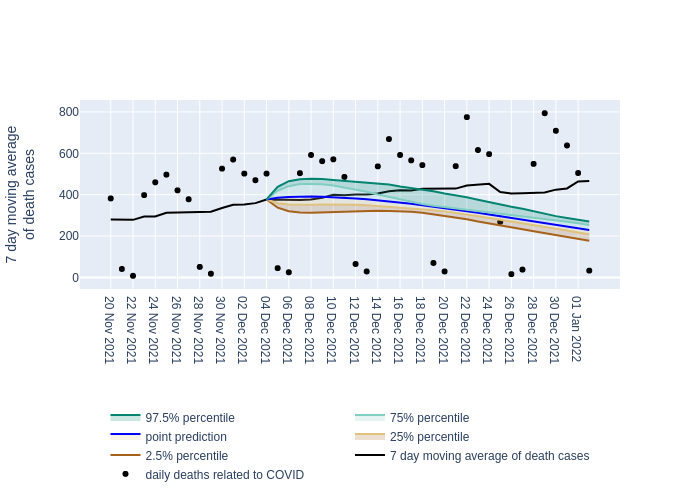 800
600
400
200
0
7 day moving average
of death cases
20 Nov 2021
22 Nov 2021
24 Nov 2021
26 Nov 2021
28 Nov 2021
30 Nov 2021
02 Dec 2021
04 Dec 2021
06 Dec 2021
08 Dec 2021
10 Dec 2021
12 Dec 2021
14 Dec 2021
16 Dec 2021
18 Dec 2021
20 Dec 2021
22 Dec 2021
24 Dec 2021
26 Dec 2021
28 Dec 2021
30 Dec 2021
01 Jan 2022
97.5% percentile
75% percentile
point prediction
25% percentile
2.5% percentile
7 day moving average of death cases
daily deaths related to COVID